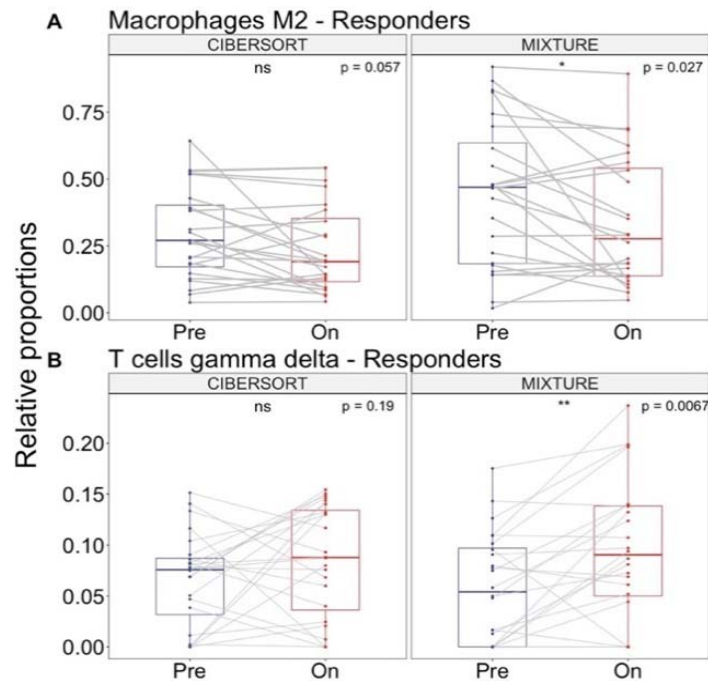 A Macrophages M2 - Responders
CIBERSORT MIXTURE
ns p = 0.057 * p = 0.027
Relative proportions
0.75
0.50
0.25
0.00
Pre On Pre On
B T cells gamma delta - Responders
CIBERSORT MIXTURE
ns p = 0.19 ** p = 0.0067
0.20
0.15
0.10
0.05
0.00
Pre On Pre On